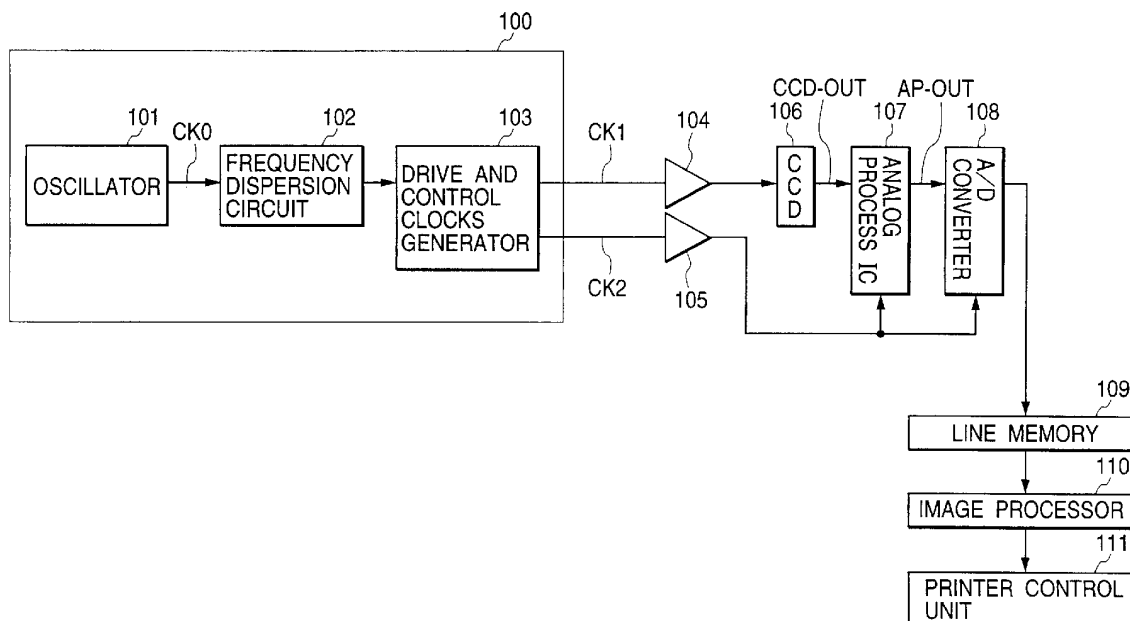 100
101
CK0
102
103
OSCILLATOR
FREQUENCY
DISPERSION
CIRCUIT
DRIVE AND
CONTROL
CLOCKS
GENERATOR
CK1
104
CK2
105
CCD-OUT
AP-OUT
106
107
108
CCD
ANALOG
PROCESS IC
A/D
CONVERTER
109
LINE MEMORY
110
IMAGE PROCESSOR
111
PRINTER CONTROL
UNIT